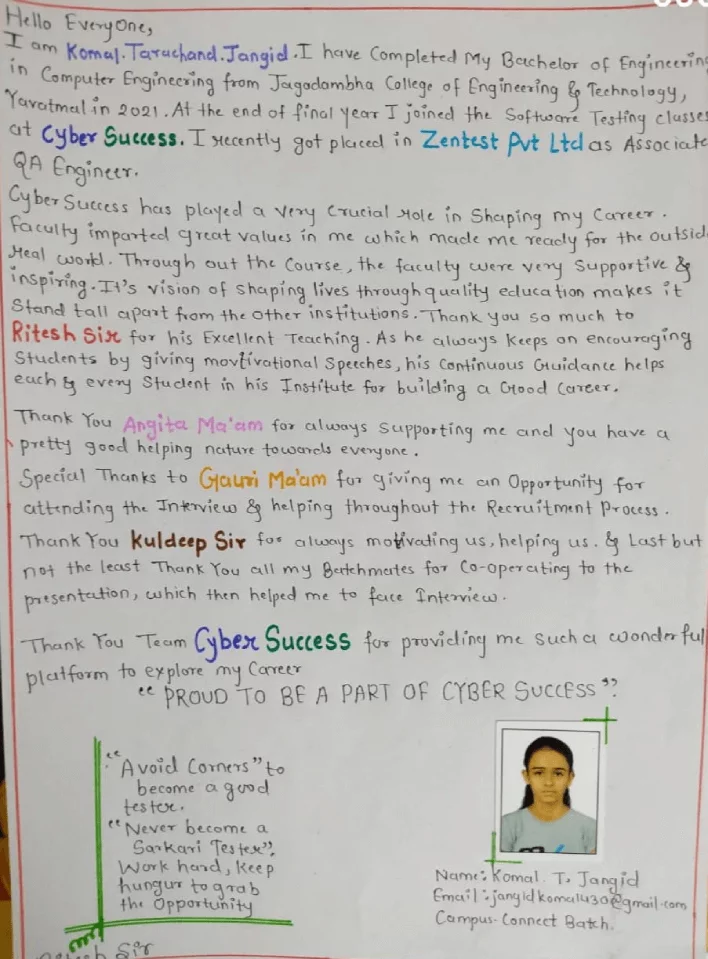 Hello EveryOne,
I am Komal.Tarachand.Jangid. I have Completed My Bachelor of Engineering
in Computer Engineering from Jagadambha College of Engineering & Technology,
Yavatmal in 2021. At the end of final year I joined the Software Testing classes
at Cyber Success. I recently got placed in Zentest Pvt Ltd as Associate
QA Engineer.
Cyber Success has played a very Crucial role in Shaping my Career.
Faculty imparted great values in me which made me ready for the outsid
real world. Through out the Course, the faculty were very Supportive &
inspiring. It's vision of shaping lives through quality education makes it
Stand tall apart from the other institutions. Thank you so much to
Ritesh Sir for his Excellent Teaching. As he always keeps on encouraging
Students by giving movtivational Speeches, his Continuous Guidance helps
each & every Student in his Institute for building a Good Career.
Thank You Angita Ma'am for always supporting me and you have a
pretty good helping nature towards everyone.
Special Thanks to Gauri Ma'am for giving me an Opportunity for
attending the Interview & helping throughout the Recruitment Process.
Thank You Kuldeep Sir for always motivating us, helping us. & Last but
not the least Thank You all my Batchmates for Co-operating to the
presentation, which then helped me to face Interview.
Thank You Team Cyber Success for providing me such a wonderful
platform to explore my Career
"PROUD TO BE A PART OF CYBER SUCCESS".
"Avoid Corners" to
become a good
tester.
"Never become a
Sarkari Tester".
Work hard, keep
hungur to grab
the Opportunity
Sir
Name: Komal T. Jangid
Email: jangidkomal430@gmail.com
Campus-Connect Batch.